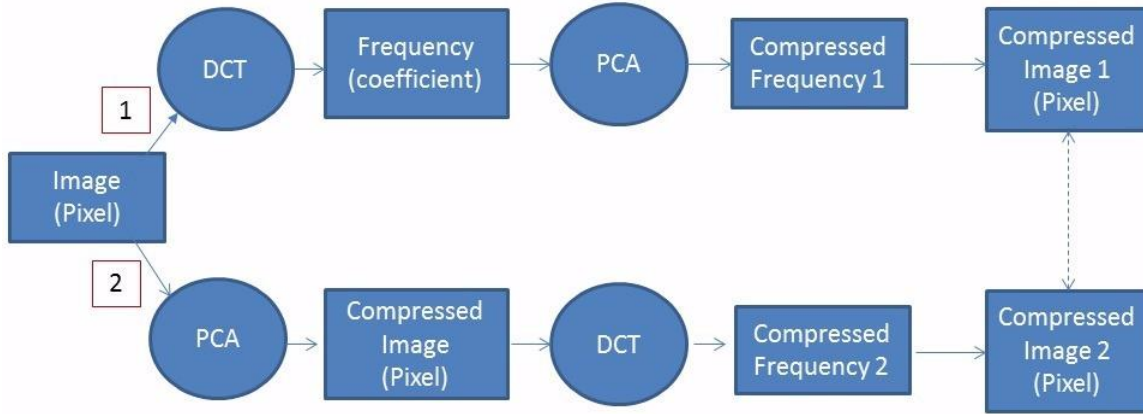 DCT
Frequency
(coefficient)
PCA
Compressed
Frequency 1
Compressed
Image 1
(Pixel)
1
Image
(Pixel)
2
PCA
Compressed
Image
(Pixel)
DCT
Compressed
Frequency 2
Compressed
Image 2
(Pixel)